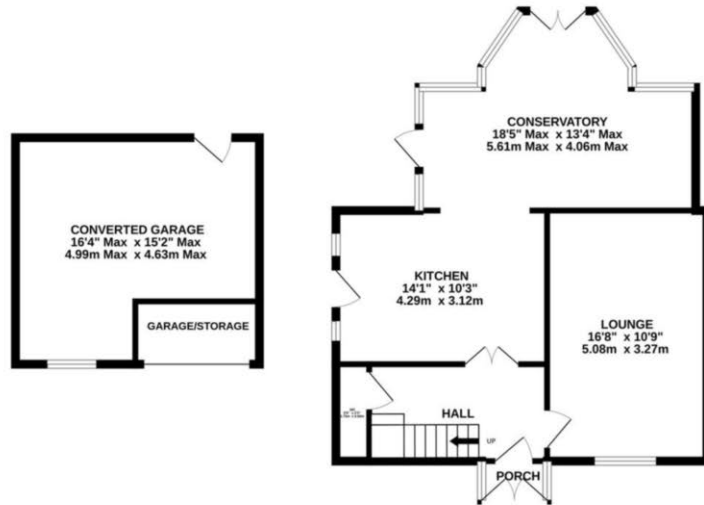 CONSERVATORY
18'5" Max x 13'4" Max
5.61m Max x 4.06m Max
CONVERTED GARAGE
16'4" Max x 15'2" Max
4.99m Max x 4.63m Max
GARAGE/STORAGE
KITCHEN
14'1" x 10'3"
4.29m x 3.12m
LOUNGE
16'8" x 10'9"
5.08m x 3.27m
HALL
UP
PORCH